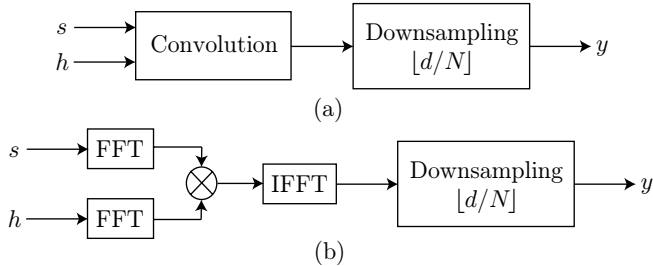 s
h
Convolution
Downsampling
⌊d/N⌋
y
(a)
s
FFT
h
FFT
IFFT
Downsampling
⌊d/N⌋
y
(b)